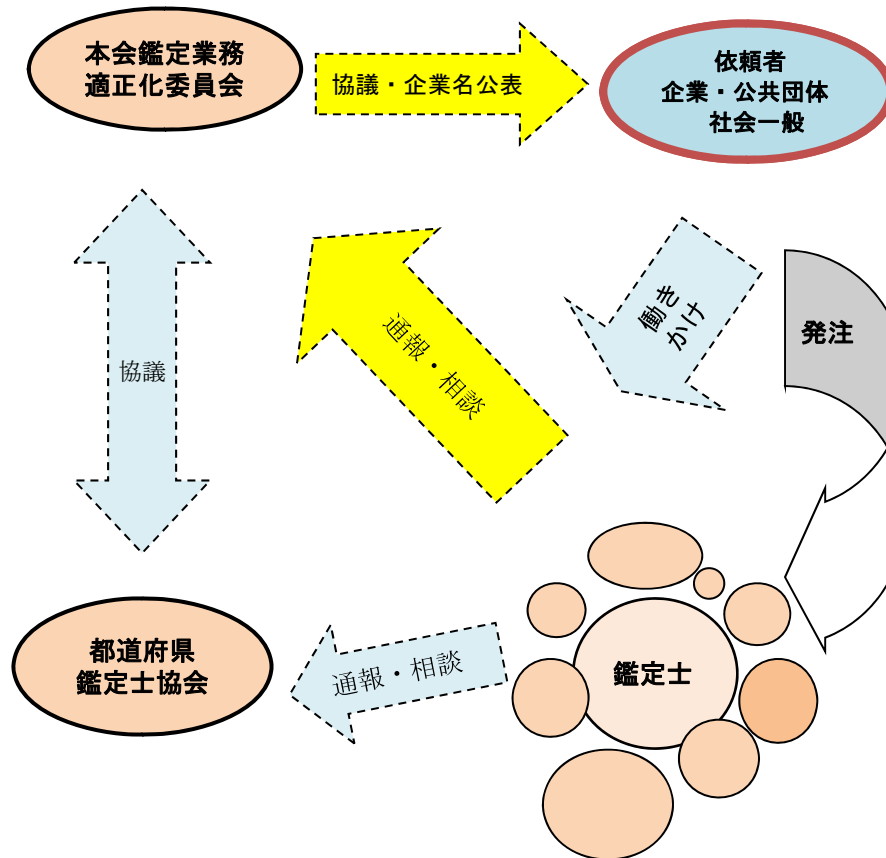 本会鑑定業務
適正化委員会
協議・企業名公表
依頼者
企業・公共団体
社会一般
働き
かけ
発注
通報・相談
協議
都道府県
鑑定士協会
通報・相談
鑑定士